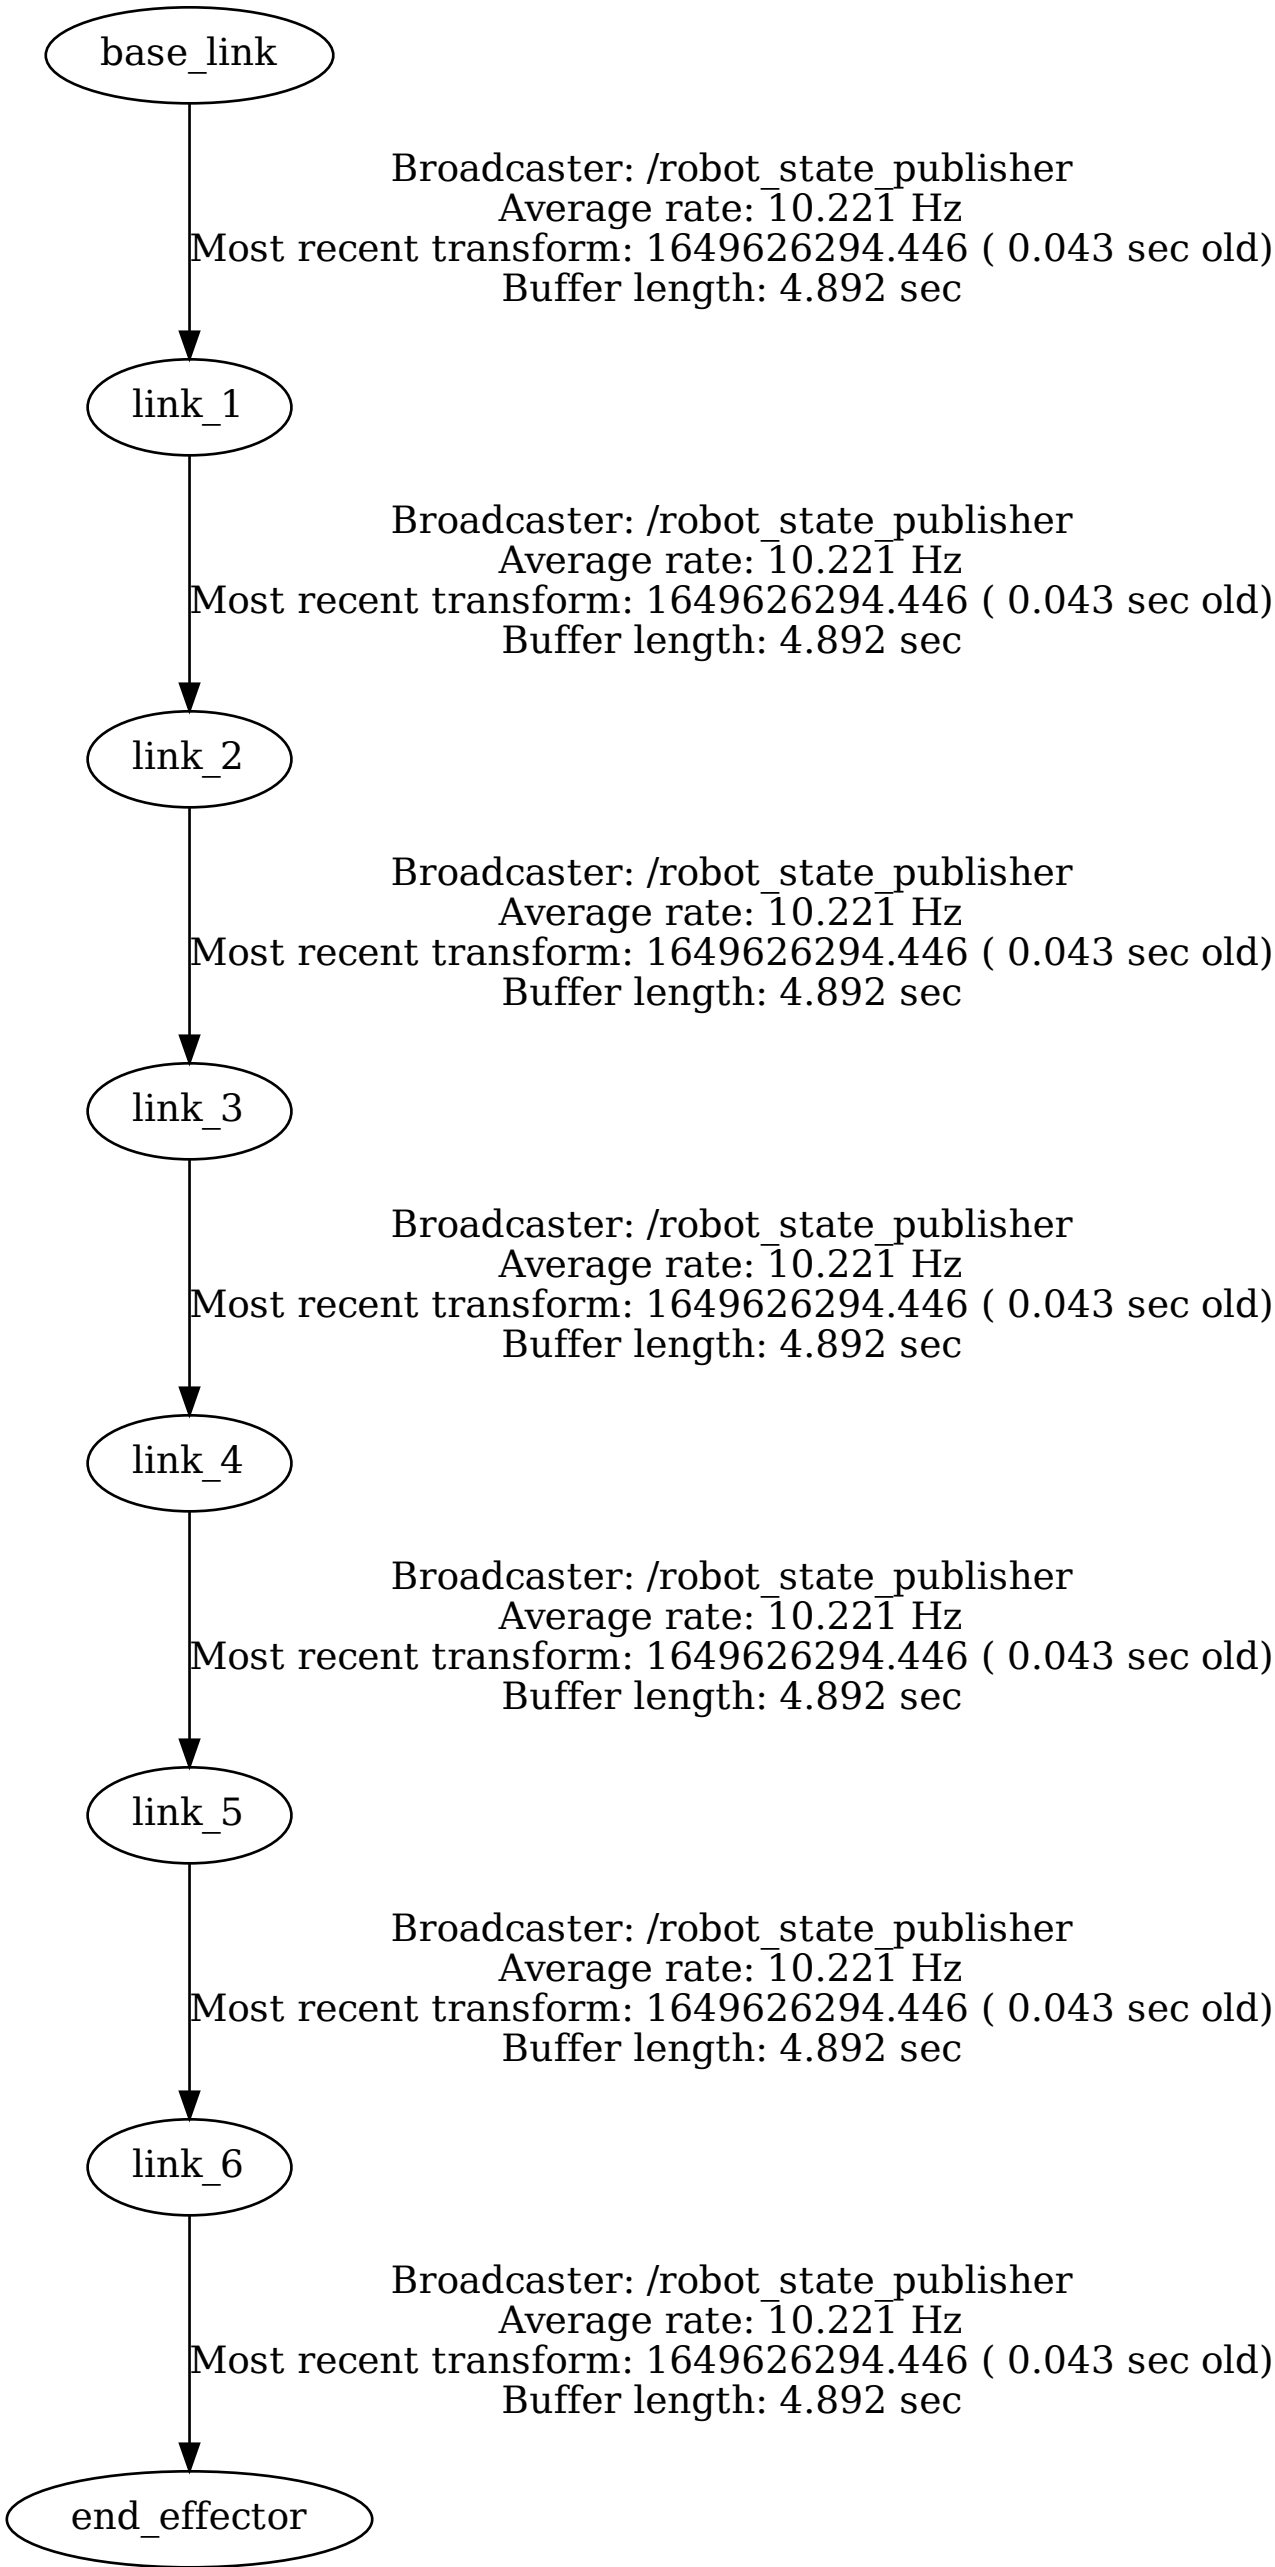 base_link
Broadcaster: /robot_state_publisher
Average rate: 10.221 Hz
Most recent transform: 1649626294.446 ( 0.043 sec old)
Buffer length: 4.892 sec
link_1
Broadcaster: /robot_state_publisher
Average rate: 10.221 Hz
Most recent transform: 1649626294.446 ( 0.043 sec old)
Buffer length: 4.892 sec
link_2
Broadcaster: /robot_state_publisher
Average rate: 10.221 Hz
Most recent transform: 1649626294.446 ( 0.043 sec old)
Buffer length: 4.892 sec
link_3
Broadcaster: /robot_state_publisher
Average rate: 10.221 Hz
Most recent transform: 1649626294.446 ( 0.043 sec old)
Buffer length: 4.892 sec
link_4
Broadcaster: /robot_state_publisher
Average rate: 10.221 Hz
Most recent transform: 1649626294.446 ( 0.043 sec old)
Buffer length: 4.892 sec
link_5
Broadcaster: /robot_state_publisher
Average rate: 10.221 Hz
Most recent transform: 1649626294.446 ( 0.043 sec old)
Buffer length: 4.892 sec
link_6
Broadcaster: /robot_state_publisher
Average rate: 10.221 Hz
Most recent transform: 1649626294.446 ( 0.043 sec old)
Buffer length: 4.892 sec
end_effector